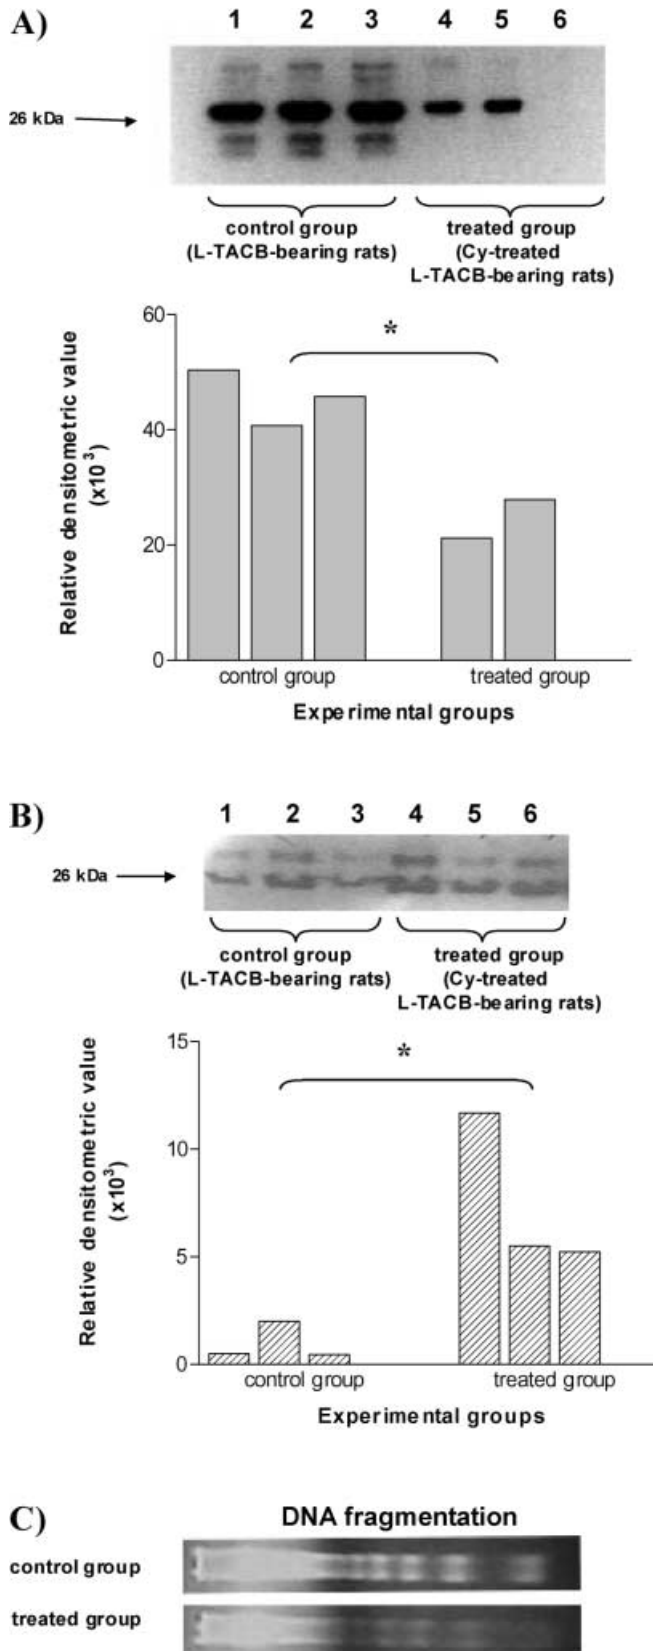 A)
1 2 3 4 5 6
26 kDa
control group
(L-TACB-bearing rats)
treated group
(Cy-treated
L-TACB-bearing rats)
Relative densitometric value
(x10³)
60
*
40
20
0
control group treated group
Experimental groups
B)
1 2 3 4 5 6
26 kDa
control group
(L-TACB-bearing rats)
treated group
(Cy-treated
L-TACB-bearing rats)
Relative densitometric value
(x10³)
15
*
10
5
0
control group treated group
Experimental groups
C)
DNA fragmentation
control group
treated group